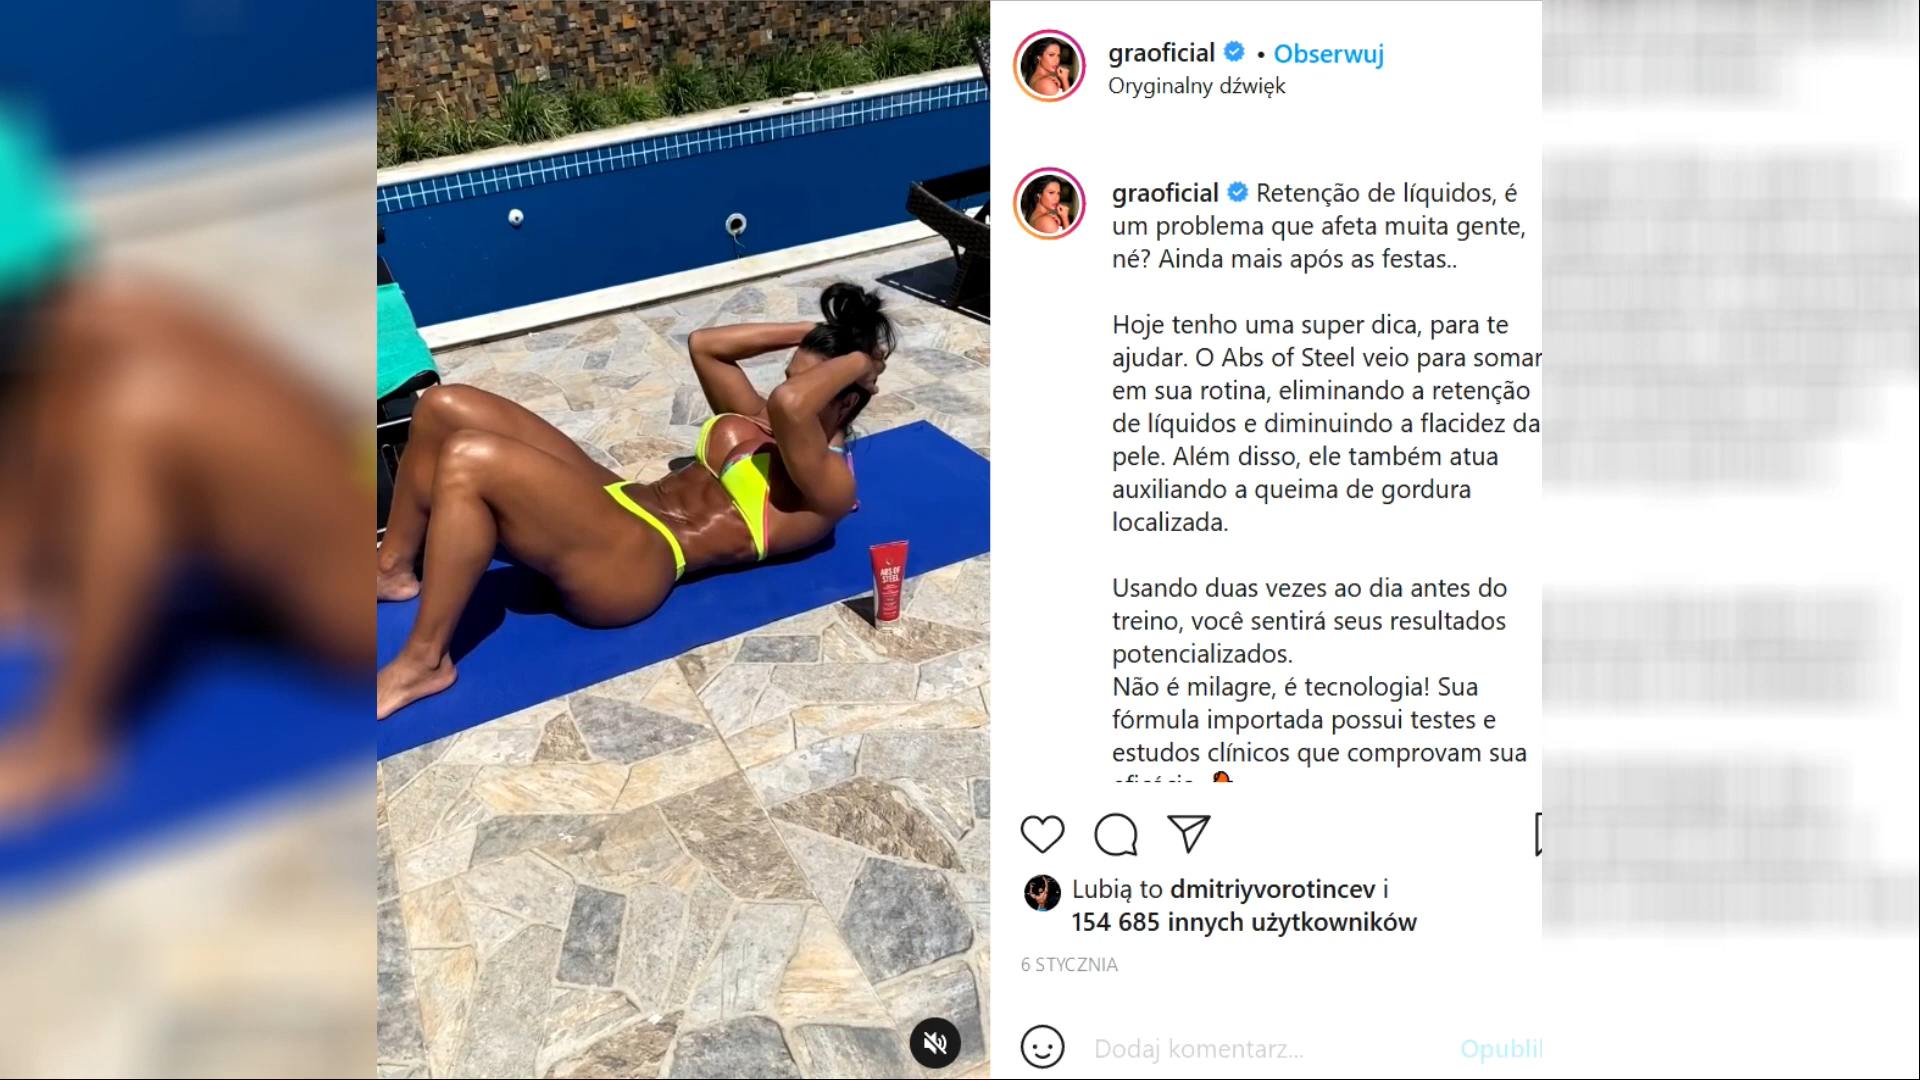 graoficial • Obserwuj
Oryginalny dźwięk
graoficial Retenção de líquidos, é
um problema que afeta muita gente,
né? Ainda mais após as festas..
Hoje tenho uma super dica, para te
ajudar. O Abs of Steel veio para somar
em sua rotina, eliminando a retenção
de líquidos e diminuindo a flacidez da
pele. Além disso, ele também atua
auxiliando a queima de gordura
localizada.
Usando duas vezes ao dia antes do
treino, você sentirá seus resultados
potencializados.
Não é milagre, é tecnologia! Sua
fórmula importada possui testes e
estudos clínicos que comprovam sua
ABS OF
STEEL
Lubią to dmitriyvorotincev i
154 685 innych użytkowników
6 STYCZNIA
Dodaj komentarz...